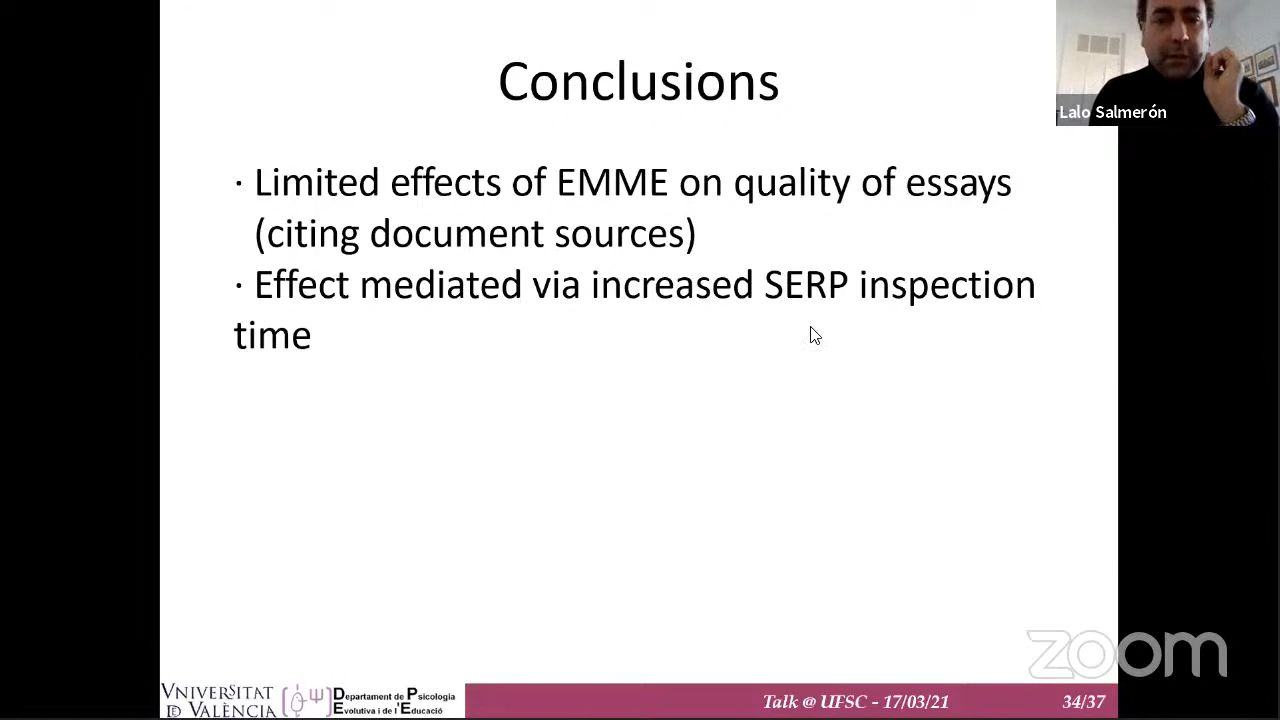 Conclusions
Lalo Salmerón
· Limited effects of EMME on quality of essays
(citing document sources)
· Effect mediated via increased SERP inspection
time
zoom
VNIVERSITAT
DE VALÈNCIA
Departament de Psicologia
Evolutiva i de l'Educació
Talk @ UFSC - 17/03/21
34/37